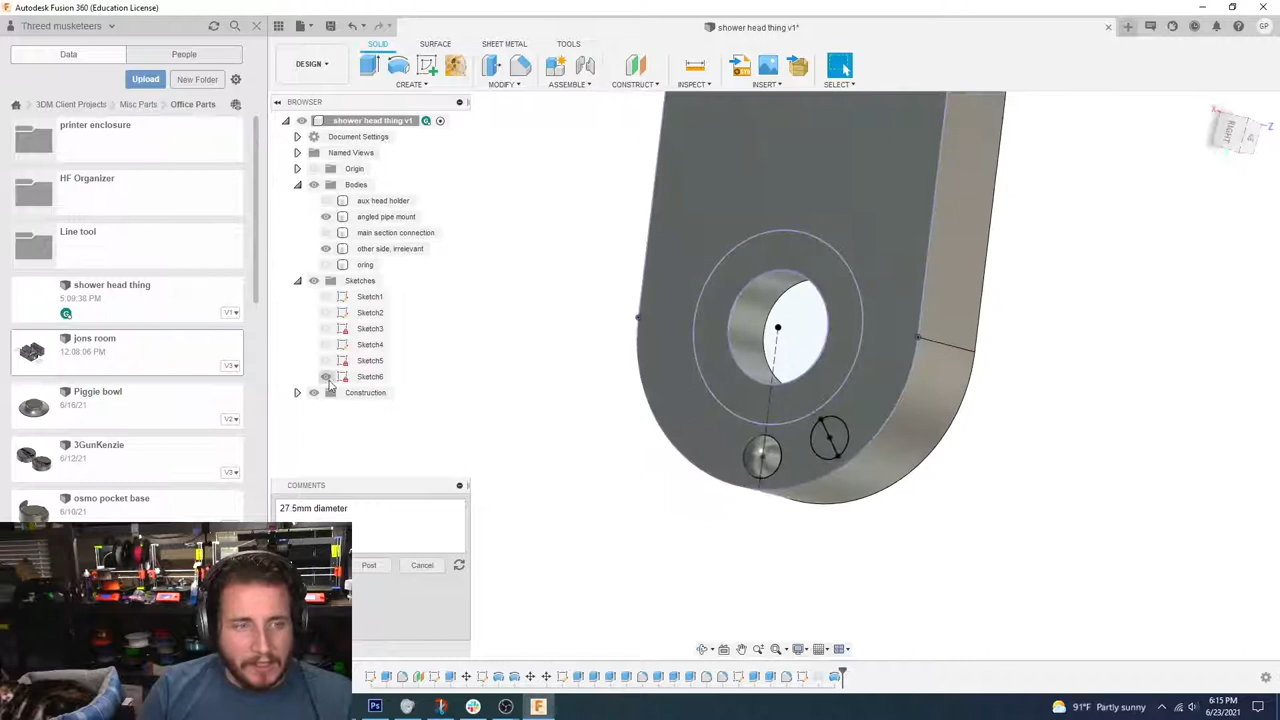 Autodesk Fusion 360 (Education License)
Threed musketeers
shower head thing v1*
GP
Data
People
Upload
New Folder
3DM Client Projects
Misc Parts
Office Parts
printer enclosure
HF Organizer
Line tool
shower head thing
5:09:38 PM
V1
jons room
12:08:06 PM
V3
Piggie bowl
6/16/21
V2
3GunKenzie
6/12/21
V3
osmo pocket base
6/10/21
DESIGN
SOLID
SURFACE
SHEET METAL
TOOLS
CREATE
MODIFY
ASSEMBLE
CONSTRUCT
INSPECT
INSERT
SELECT
BROWSER
shower head thing v1
Document Settings
Named Views
Origin
Bodies
aux head holder
angled pipe mount
main section connection
other side, irrelevant
oring
Sketches
Sketch1
Sketch2
Sketch3
Sketch4
Sketch5
Sketch6
Construction
COMMENTS
27.5mm diameter
Post
Cancel
X
Z
RIGHT
91°F Partly sunny
6:15 PM
6/23/2021